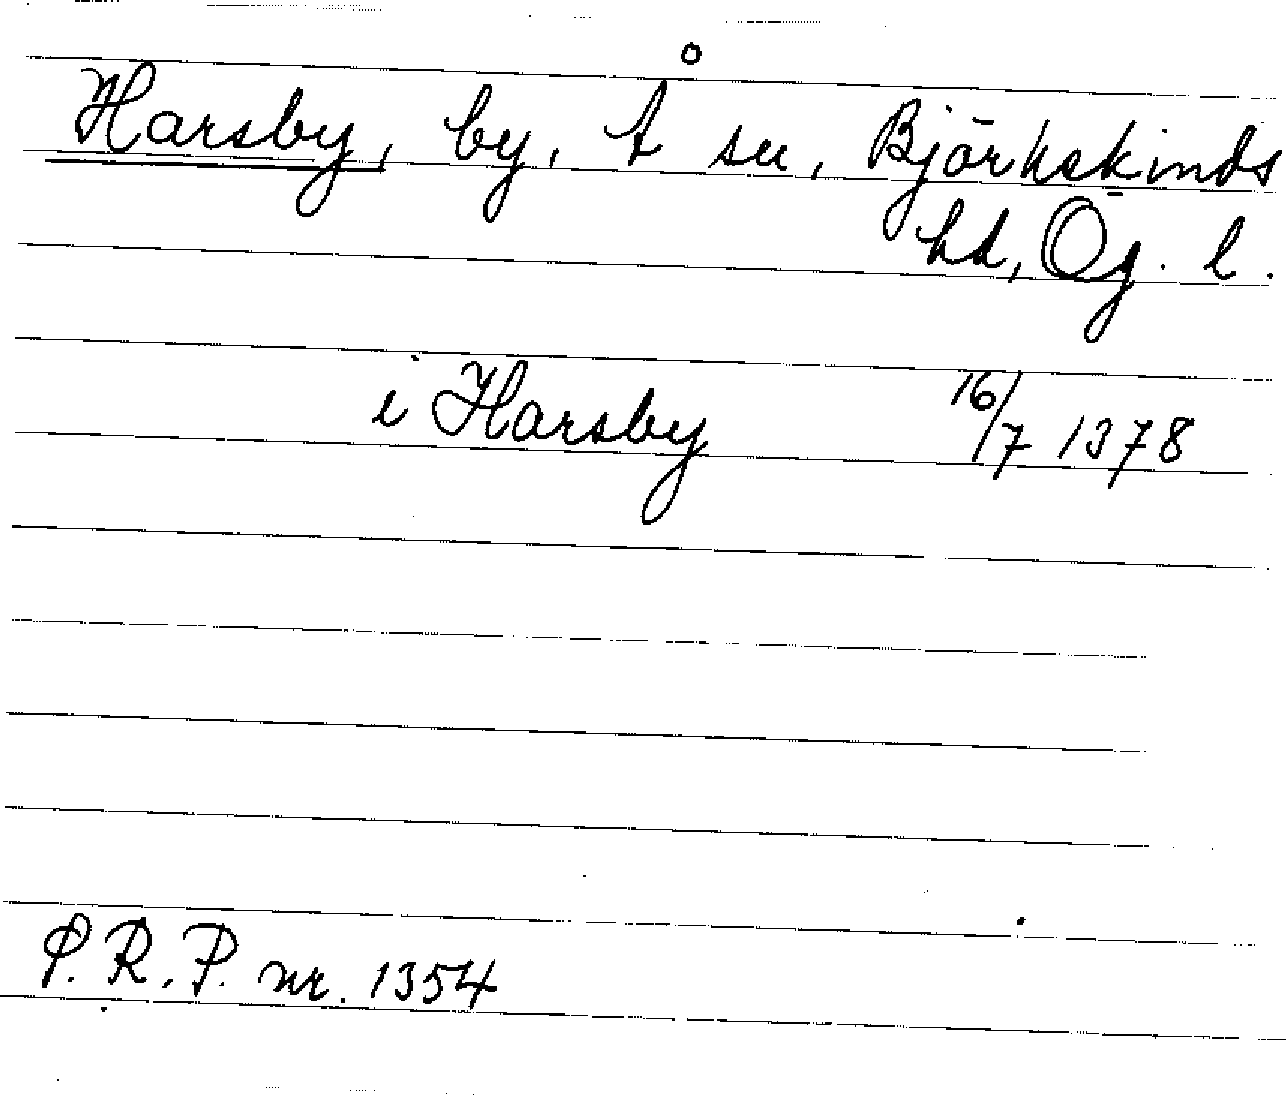 Harsby, by, Å sn, Björkekinds
hd, Ög. l.
i Harsby 16/7 1378
S.R.P. nr. 1354